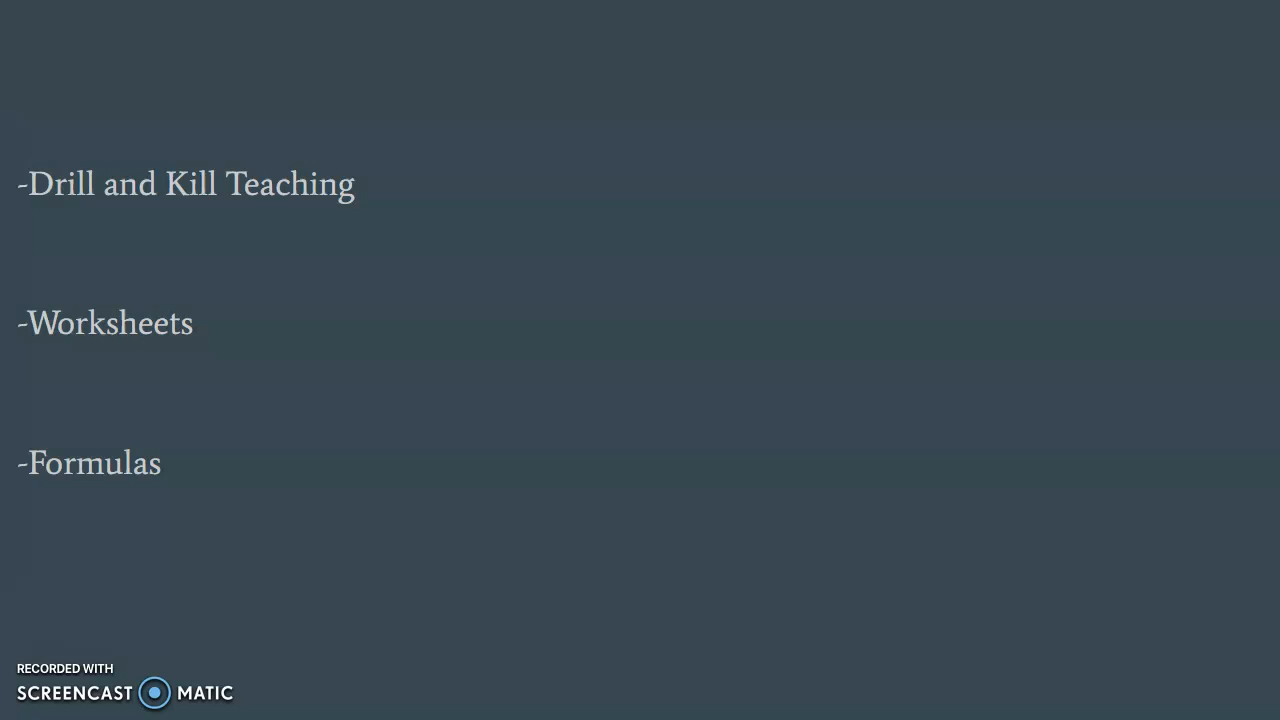 -Drill and Kill Teaching
-Worksheets
-Formulas
RECORDED WITH
SCREENCAST MATIC